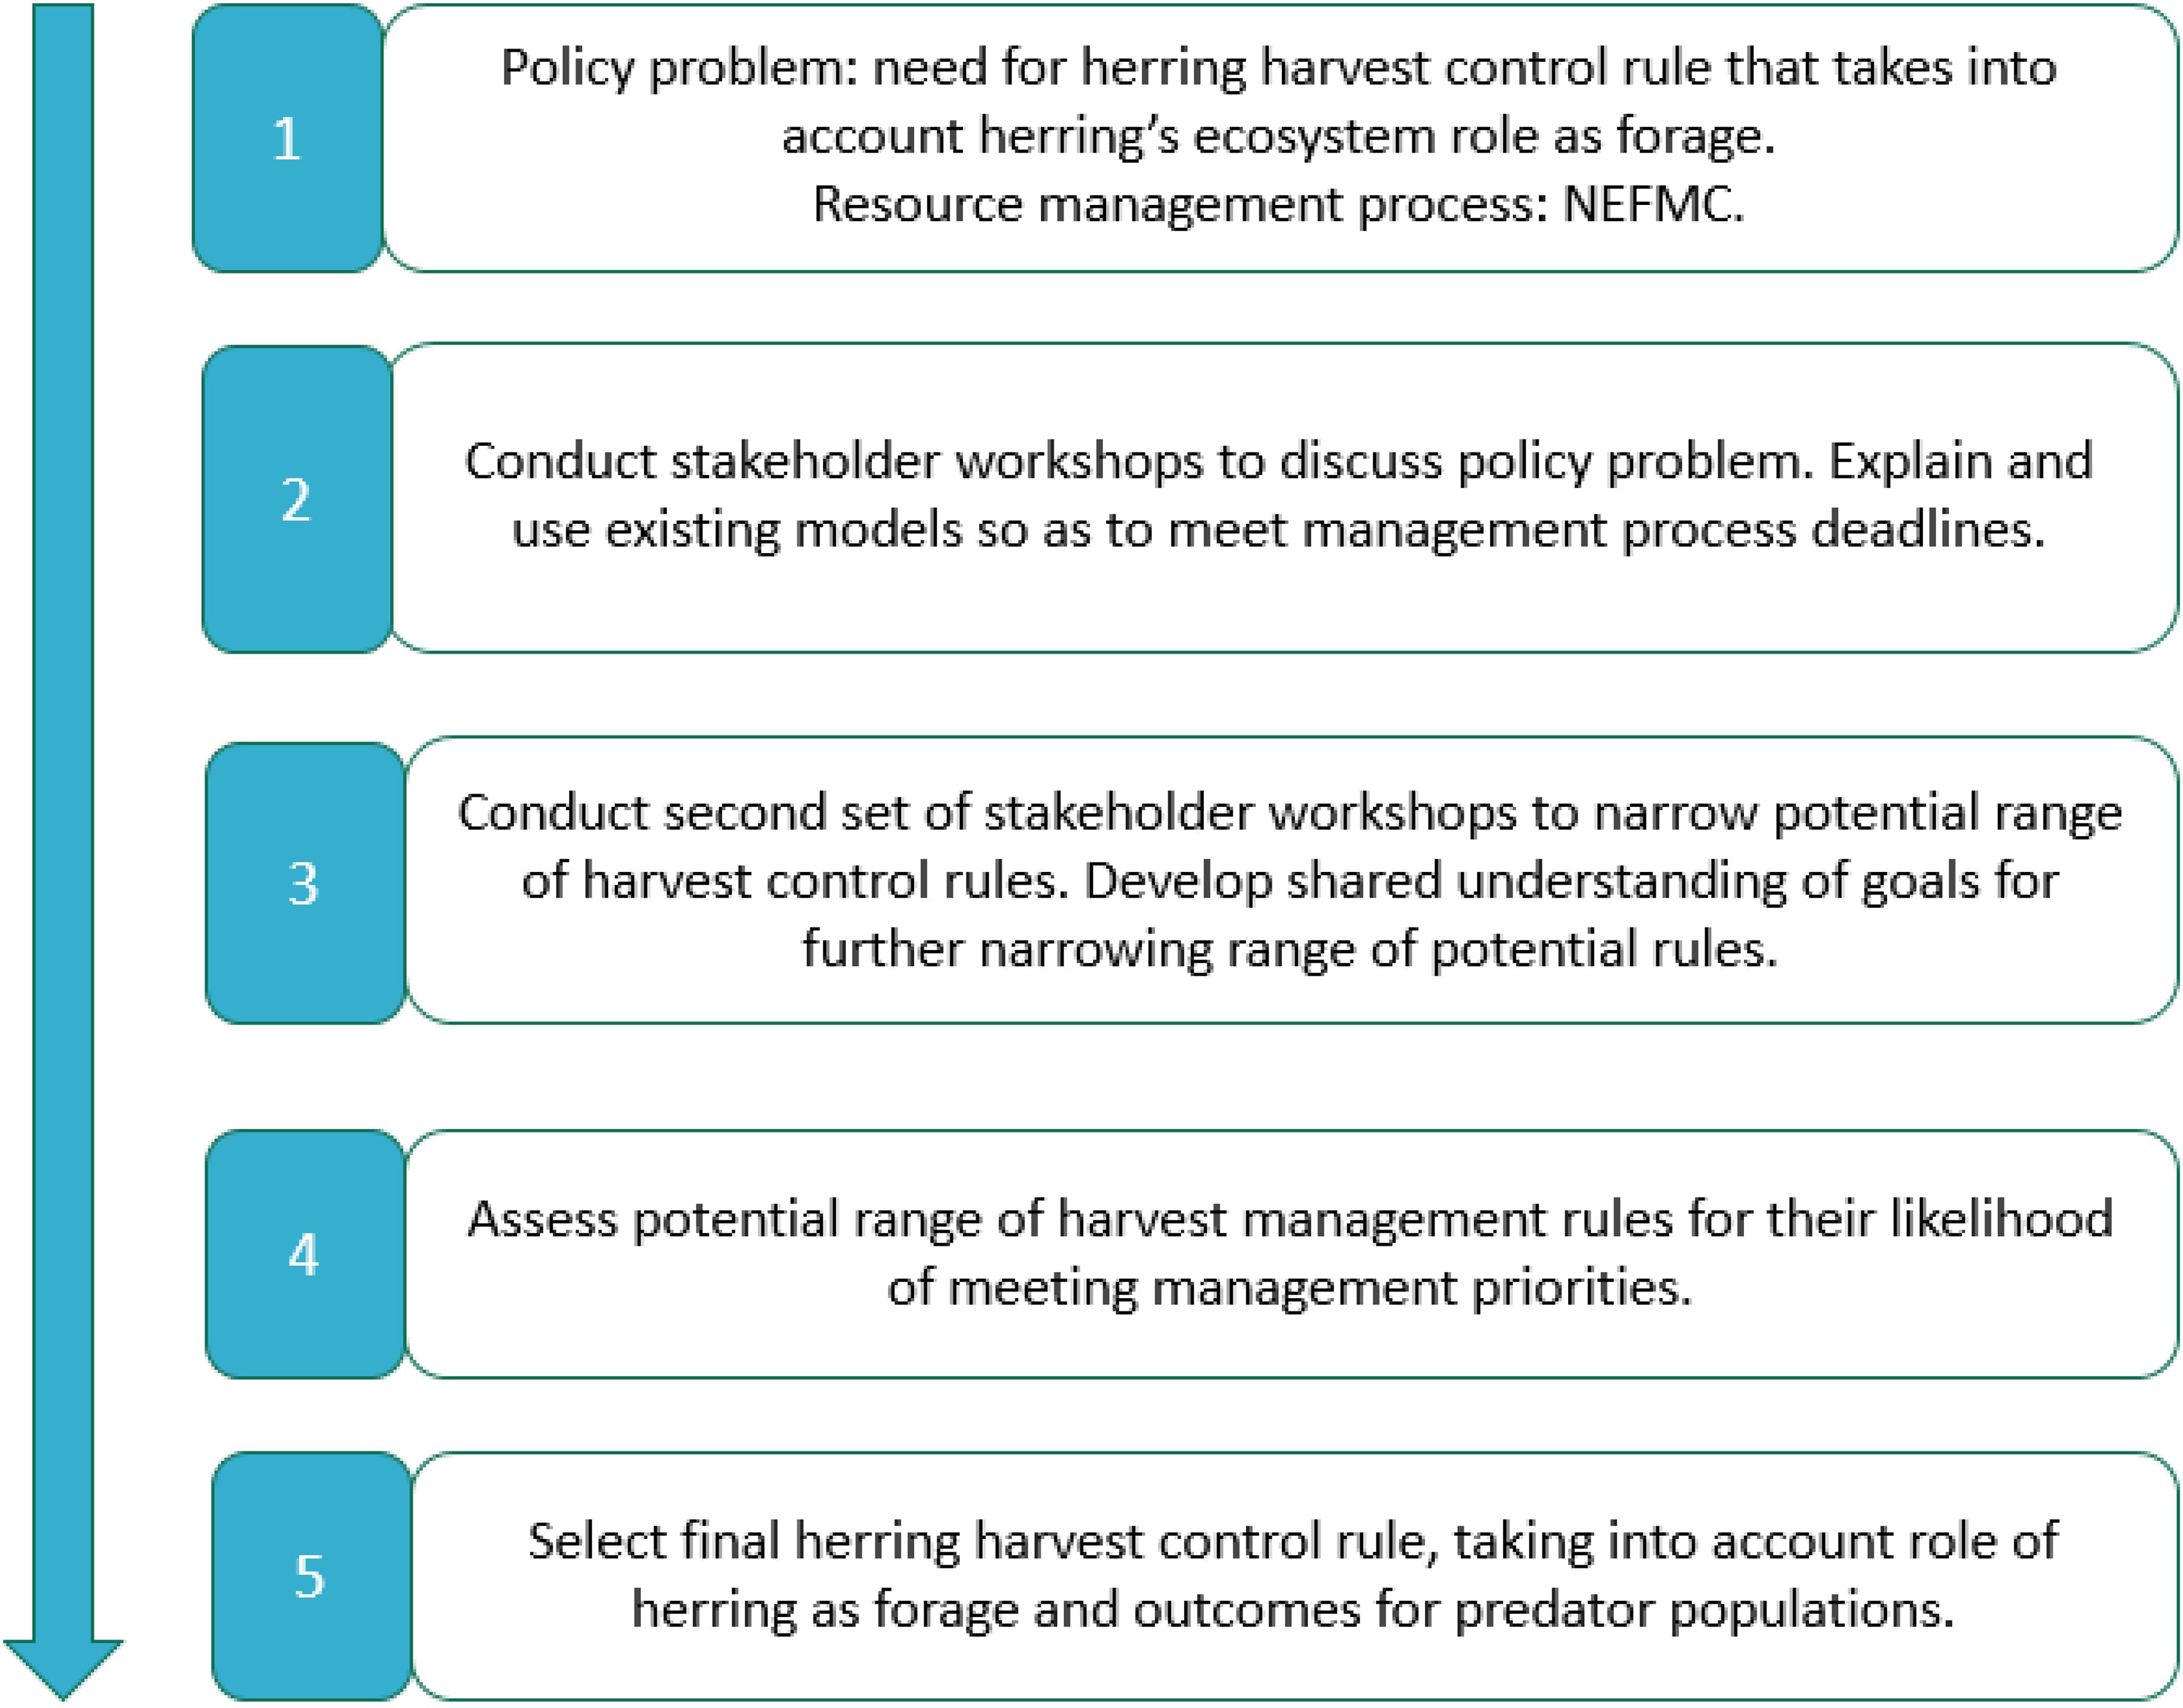 1
Policy problem: need for herring harvest control rule that takes into
account herring’s ecosystem role as forage.
Resource management process: NEFMC.
2
Conduct stakeholder workshops to discuss policy problem. Explain and
use existing models so as to meet management process deadlines.
3
Conduct second set of stakeholder workshops to narrow potential range
of harvest control rules. Develop shared understanding of goals for
further narrowing range of potential rules.
4
Assess potential range of harvest management rules for their likelihood
of meeting management priorities.
5
Select final herring harvest control rule, taking into account role of
herring as forage and outcomes for predator populations.